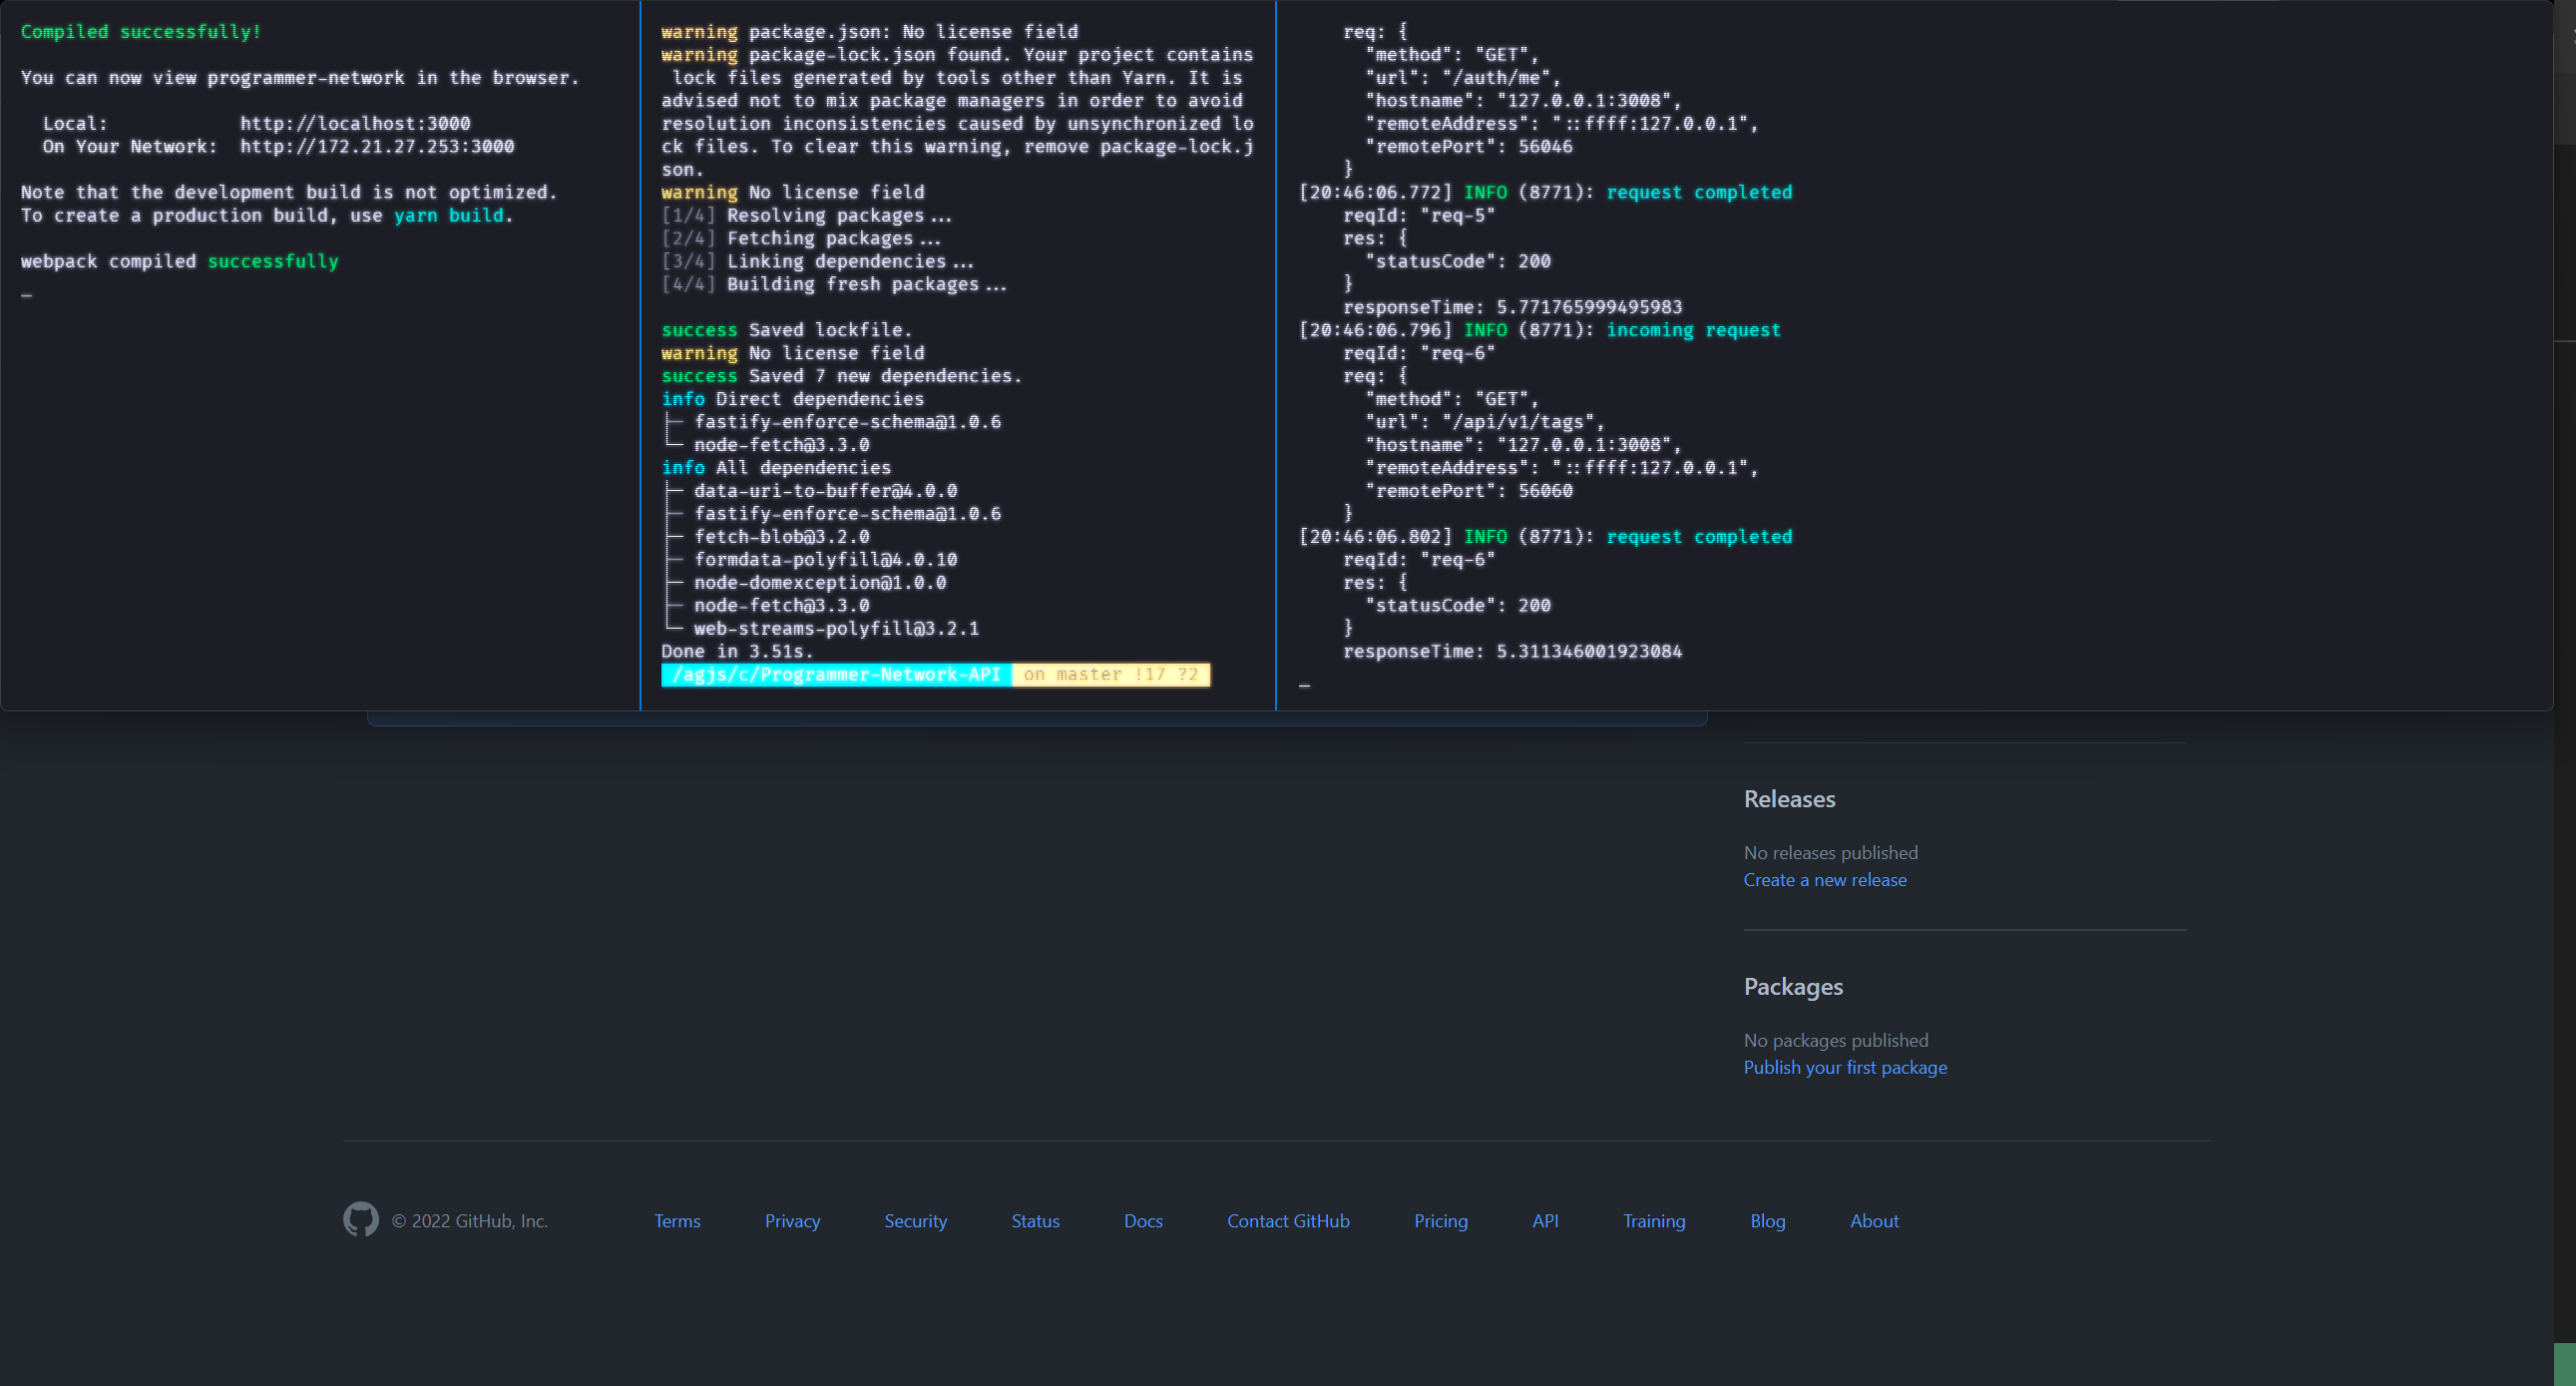 Compiled successfully!
You can now view programmer-network in the browser.
Local:            http://localhost:3000
On Your Network:  http://172.21.27.253:3000
Note that the development build is not optimized.
To create a production build, use yarn build.
webpack compiled successfully
_
warning package.json: No license field
warning package-lock.json found. Your project contains
lock files generated by tools other than Yarn. It is
advised not to mix package managers in order to avoid
resolution inconsistencies caused by unsynchronized lo
ck files. To clear this warning, remove package-lock.j
son.
warning No license field
[1/4] Resolving packages...
[2/4] Fetching packages...
[3/4] Linking dependencies...
[4/4] Building fresh packages...
success Saved lockfile.
warning No license field
success Saved 7 new dependencies.
info Direct dependencies
├─ fastify-enforce-schema@1.0.6
└─ node-fetch@3.3.0
info All dependencies
├─ data-uri-to-buffer@4.0.0
├─ fastify-enforce-schema@1.0.6
├─ fetch-blob@3.2.0
├─ formdata-polyfill@4.0.10
├─ node-domexception@1.0.0
├─ node-fetch@3.3.0
└─ web-streams-polyfill@3.2.1
Done in 3.51s.
/agjs/c/Programmer-Network-API on master !17 ?2
req: {
"method": "GET",
"url": "/auth/me",
"hostname": "127.0.0.1:3008",
"remoteAddress": "::ffff:127.0.0.1",
"remotePort": 56046
}
[20:46:06.772] INFO (8771): request completed
reqId: "req-5"
res: {
"statusCode": 200
}
responseTime: 5.771765999495983
[20:46:06.796] INFO (8771): incoming request
reqId: "req-6"
req: {
"method": "GET",
"url": "/api/v1/tags",
"hostname": "127.0.0.1:3008",
"remoteAddress": "::ffff:127.0.0.1",
"remotePort": 56060
}
[20:46:06.802] INFO (8771): request completed
reqId: "req-6"
res: {
"statusCode": 200
}
responseTime: 5.311346001923084
_
Releases
No releases published
Create a new release
Packages
No packages published
Publish your first package
© 2022 GitHub, Inc. Terms Privacy Security Status Docs Contact GitHub Pricing API Training Blog About